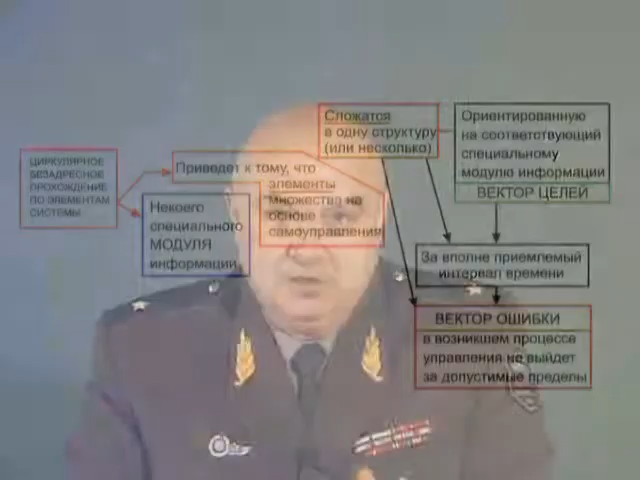 ЦИРКУЛЯРНОЕ
БЕЗАДРЕСНОЕ
ПРОХОЖДЕНИЕ
ПО ЭЛЕМЕНТАМ
СИСТЕМЫ
Приведет к тому, что
элементы
множества на
основе
самоуправления
Некоего
специального
МОДУЛЯ
информации
Сложатся
в одну структуру
(или несколько)
Ориентированную
на соответствующий
специальному
модулю информации
ВЕКТОР ЦЕЛЕЙ
За вполне приемлемый
интервал времени
ВЕКТОР ОШИБКИ
в возникшем процессе
управления не выйдет
за допустимые пределы